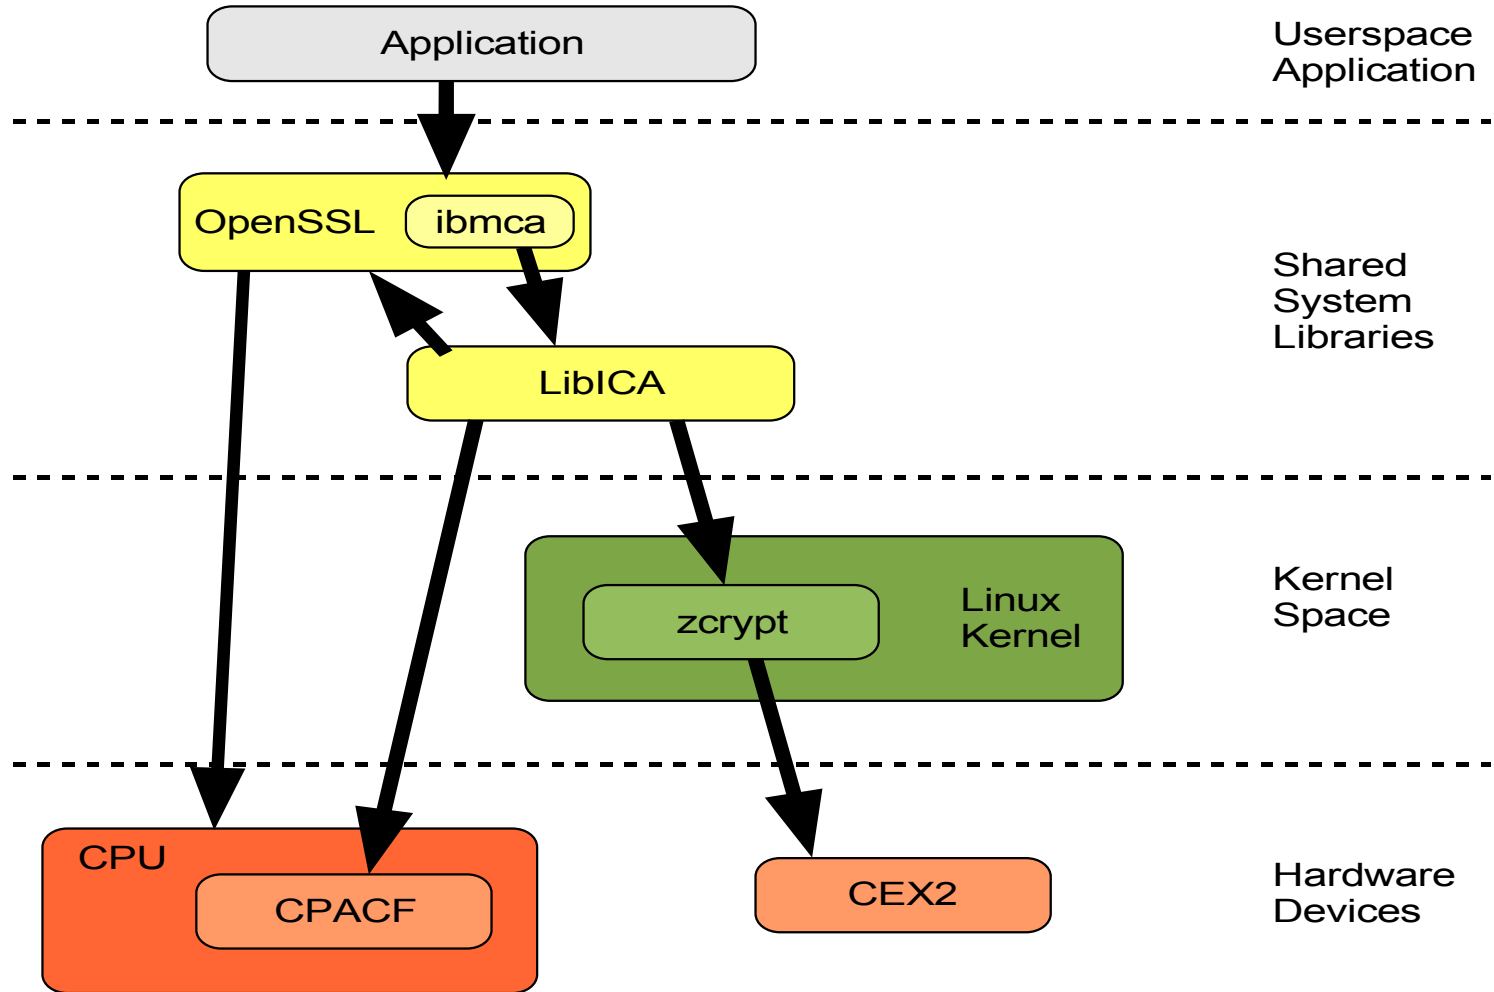 Application
Userspace
Application
OpenSSL
ibmca
Shared
System
Libraries
LibICA
Kernel
Space
zcrypt
Linux
Kernel
CPU
CPACF
CEX2
Hardware
Devices